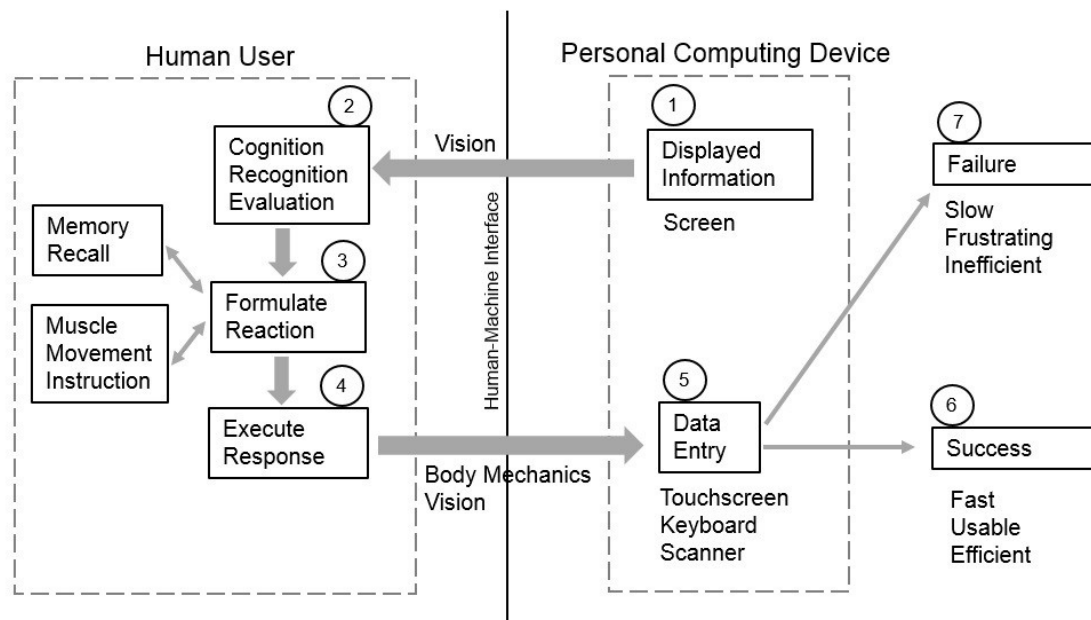 Human User
Personal Computing Device
2
Cognition
Recognition
Evaluation
Vision
1
Displayed
Information
Screen
7
Failure
Slow
Frustrating
Inefficient
Memory
Recall
3
Formulate
Reaction
Muscle
Movement
Instruction
Human-Machine Interface
4
Execute
Response
Body Mechanics
Vision
5
Data
Entry
Touchscreen
Keyboard
Scanner
6
Success
Fast
Usable
Efficient